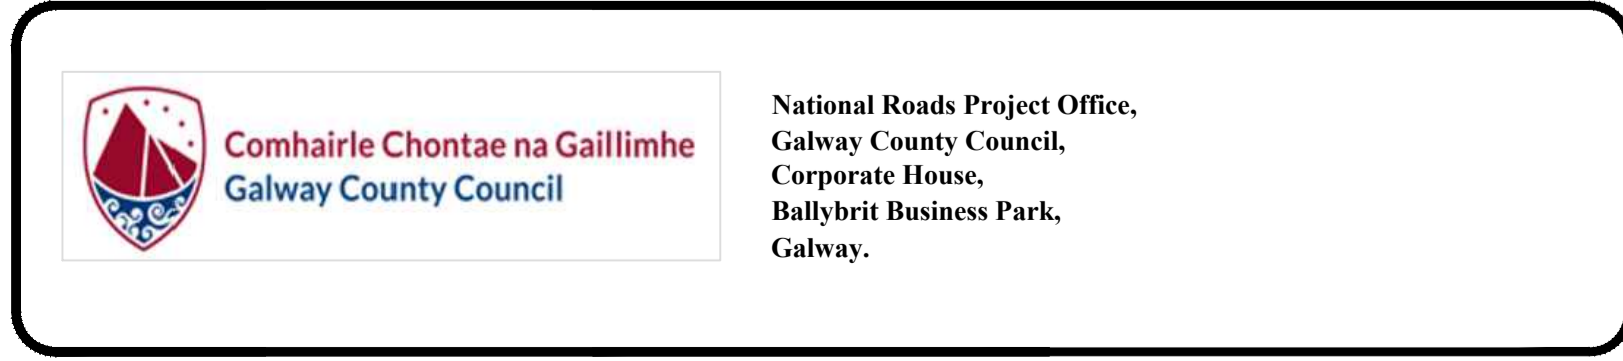 Comhairle Chontae na Gaillimhe
Galway County Council
National Roads Project Office,
Galway County Council,
Corporate House,
Ballybrit Business Park,
Galway.